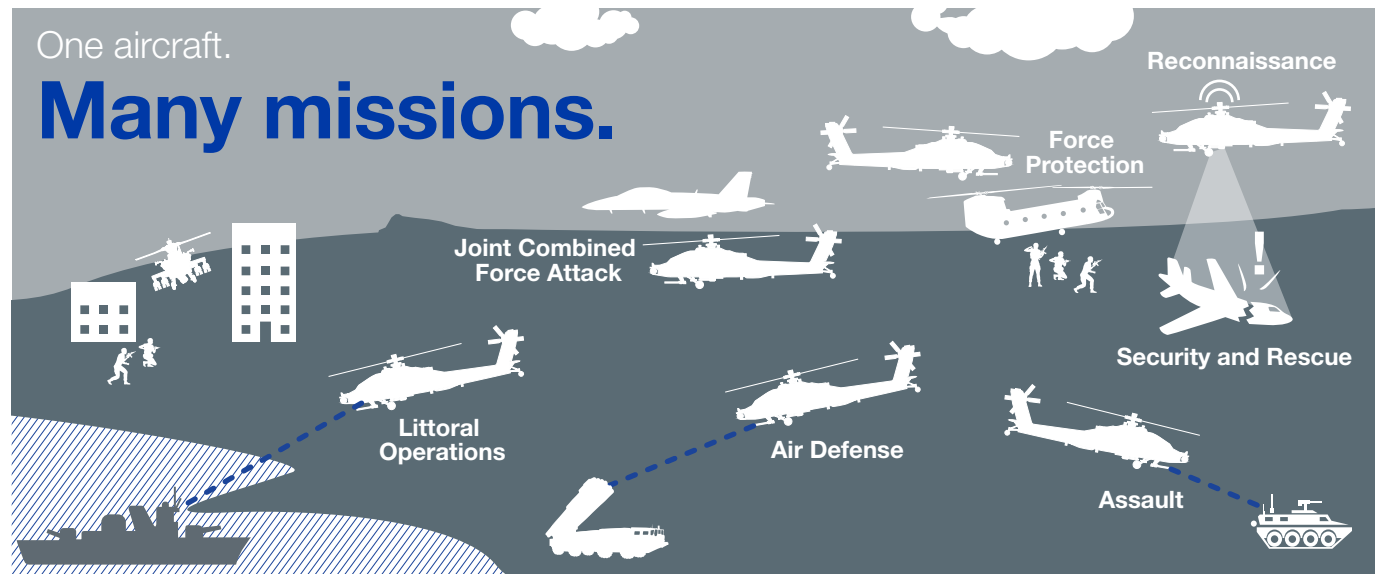 One aircraft.
Many missions.
Reconnaissance
Force
Protection
Joint Combined
Force Attack
!
Security and Rescue
Littoral
Operations
Air Defense
Assault